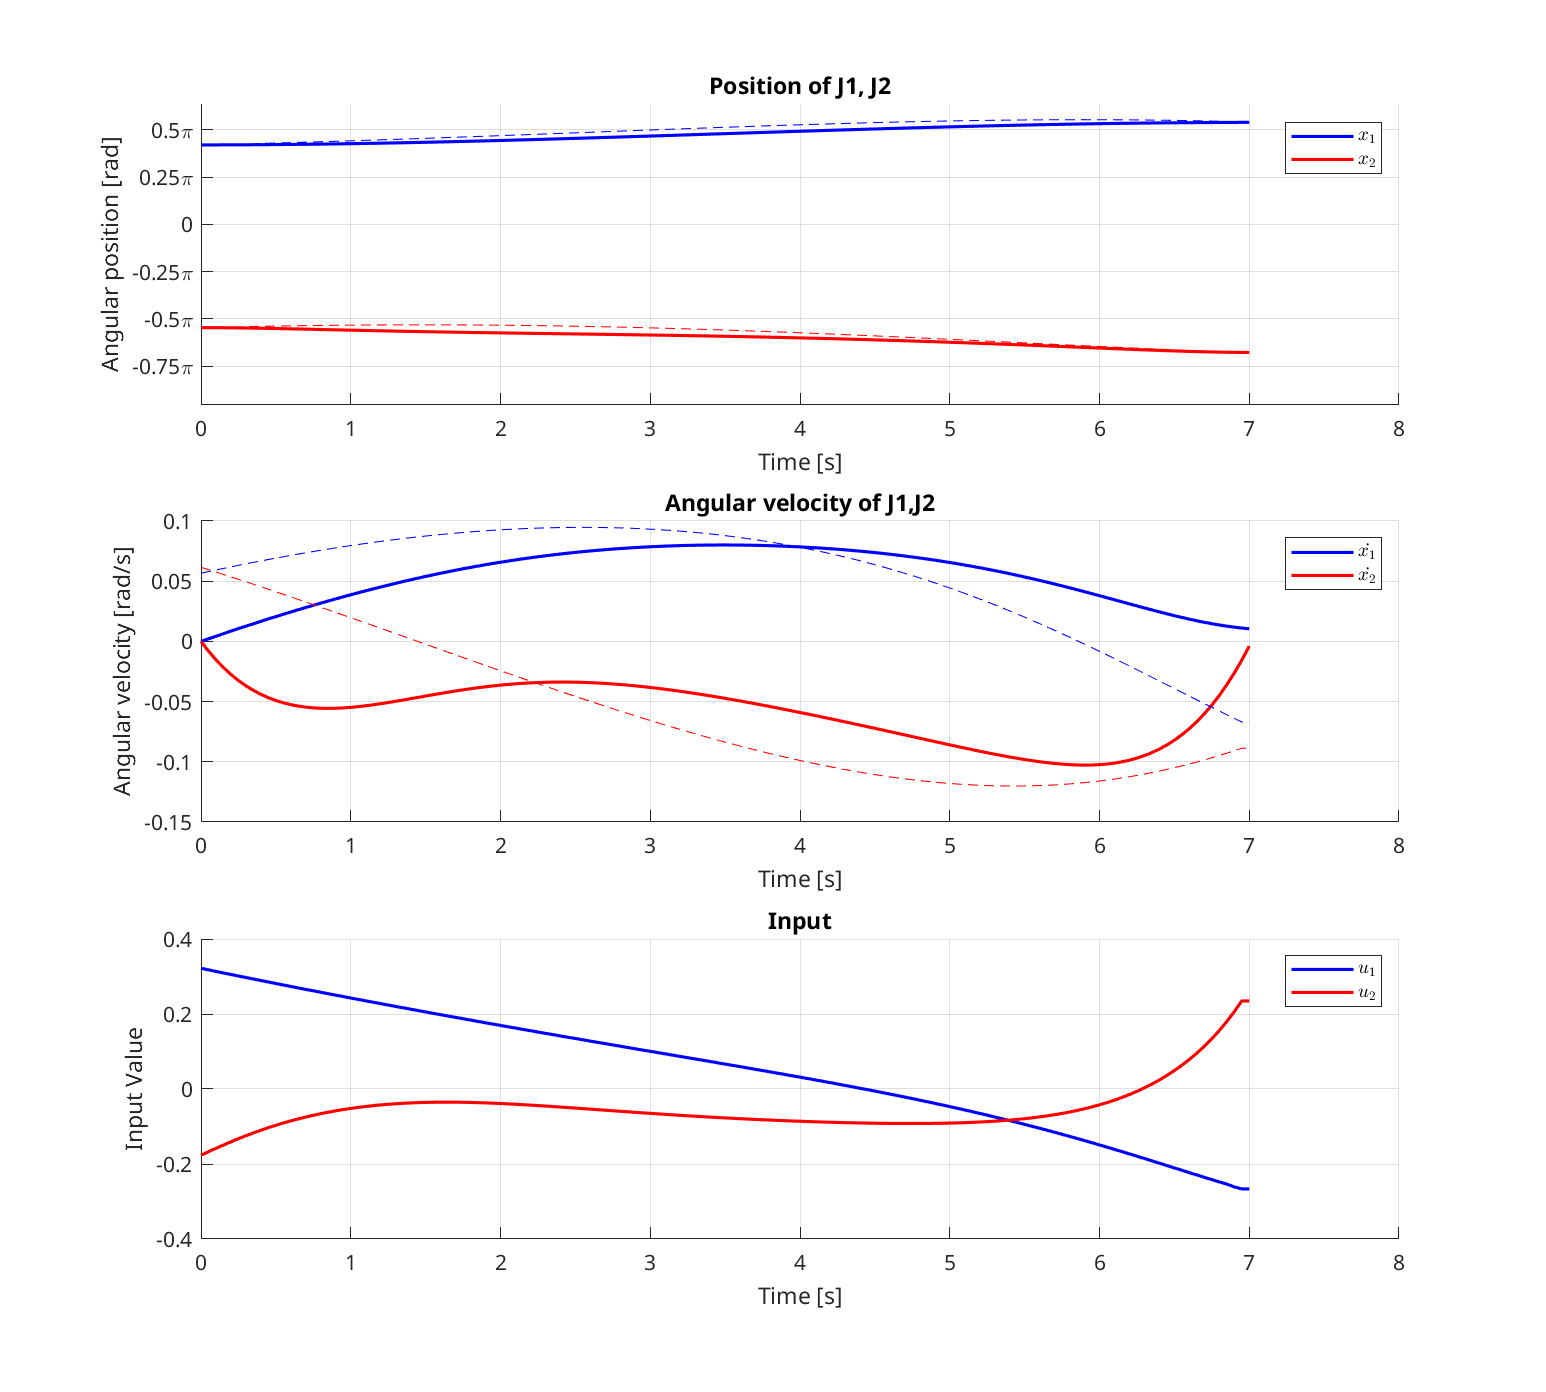 Position of J1, J2
Angular position [rad]
0.5π
0.25π
0
-0.25π
-0.5π
-0.75π
x₁
x₂
0 1 2 3 4 5 6 7 8
Time [s]
Angular velocity of J1,J2
Angular velocity [rad/s]
0.1
0.05
0
-0.05
-0.1
-0.15
ẋ₁
ẋ₂
0 1 2 3 4 5 6 7 8
Time [s]
Input
Input Value
0.4
0.2
0
-0.2
-0.4
u₁
u₂
0 1 2 3 4 5 6 7 8
Time [s]